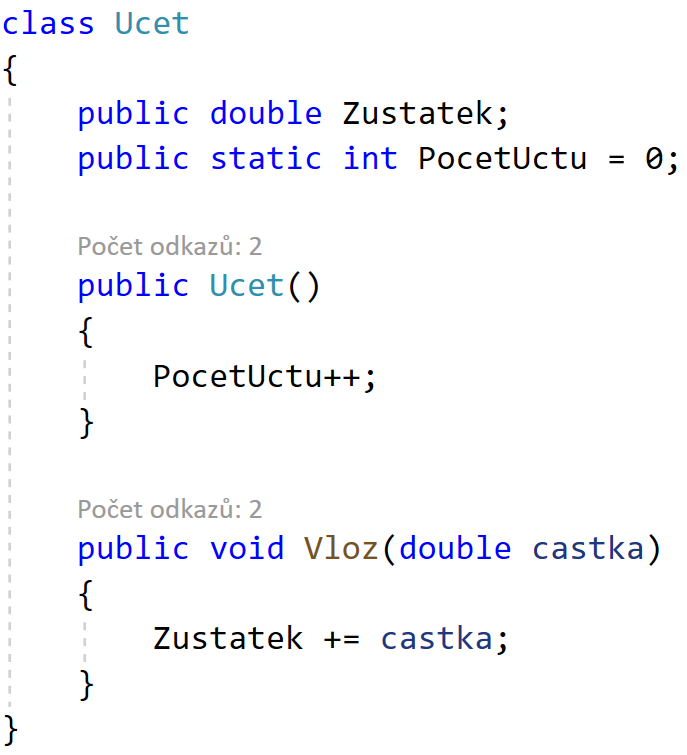 class Ucet
{
public double Zustatek;
public static int PocetUctu = 0;
Počet odkazů: 2
public Ucet()
{
PocetUctu++;
}
Počet odkazů: 2
public void Vloz(double castka)
{
Zustatek += castka;
}
}